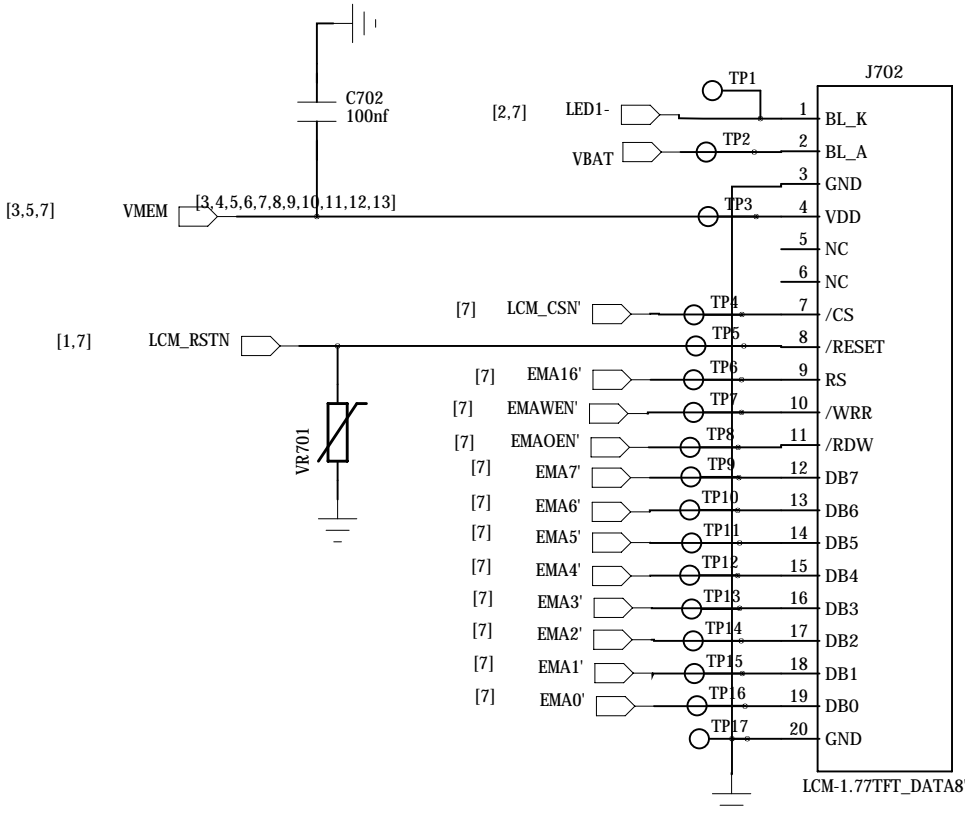 J702
TP1
C702
100nf
[2,7] LED1- 1 BL_K
VBAT TP2 2 BL_A
3 GND
[3,5,7] VMEM [3,4,5,6,7,8,9,10,11,12,13] TP3 4 VDD
5 NC
6 NC
[7] LCM_CSN' TP4 7 /CS
[1,7] LCM_RSTN TP5 8 /RESET
[7] EMA16' TP6 9 RS
[7] EMAWEN' TP7 10 /WRR
[7] EMAOEN' TP8 11 /RDW
VR701
[7] EMA7' TP9 12 DB7
[7] EMA6' TP10 13 DB6
[7] EMA5' TP11 14 DB5
[7] EMA4' TP12 15 DB4
[7] EMA3' TP13 16 DB3
[7] EMA2' TP14 17 DB2
[7] EMA1' TP15 18 DB1
[7] EMA0' TP16 19 DB0
TP17 20 GND
LCM-1.77TFT_DATA8'